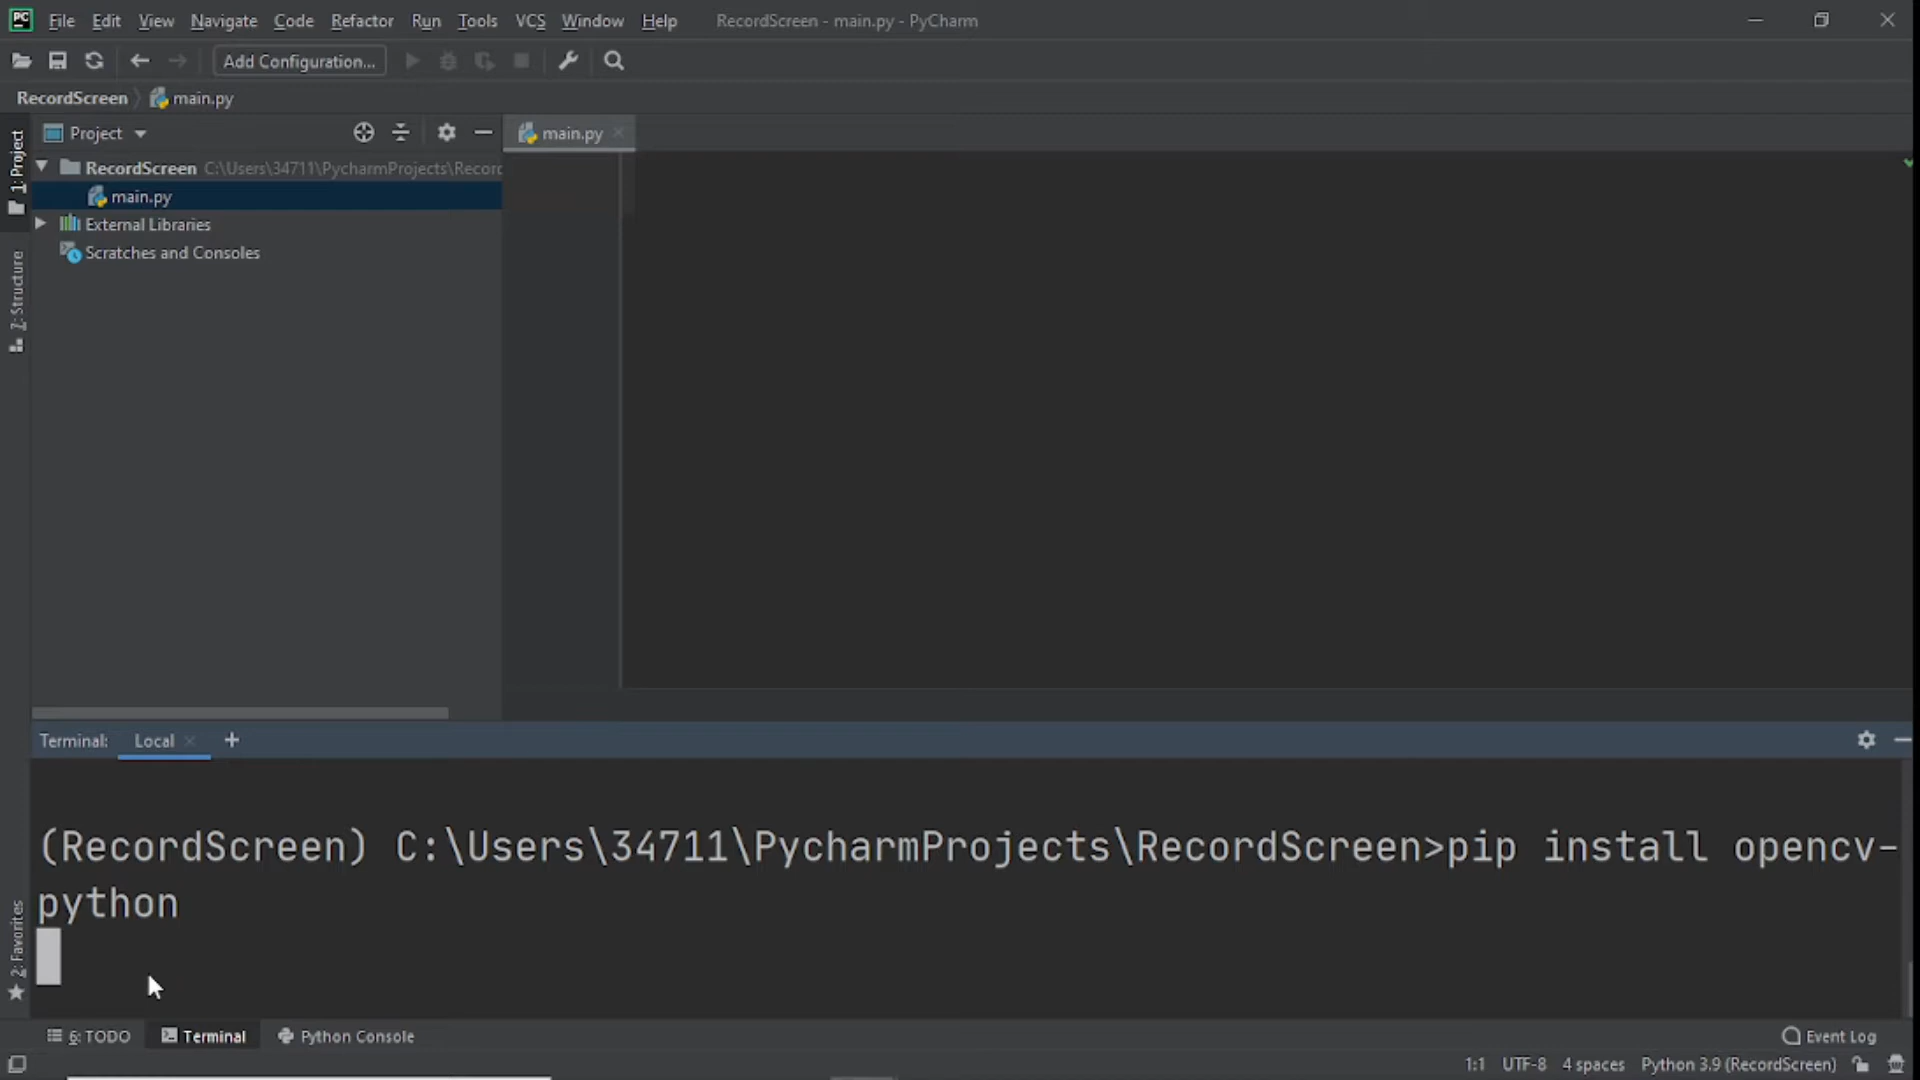 PC File Edit View Navigate Code Refactor Run Tools VCS Window Help RecordScreen - main.py - PyCharm
Add Configuration...
RecordScreen main.py
1: Project
Project
main.py
RecordScreen C:\Users\34711\PycharmProjects\Recor
main.py
External Libraries
Scratches and Consoles
7: Structure
Terminal: Local +
(RecordScreen) C:\Users\34711\PycharmProjects\RecordScreen>pip install opencv-
python
2: Favorites
6: TODO Terminal Python Console Event Log
1:1 UTF-8 4 spaces Python 3.9 (RecordScreen)